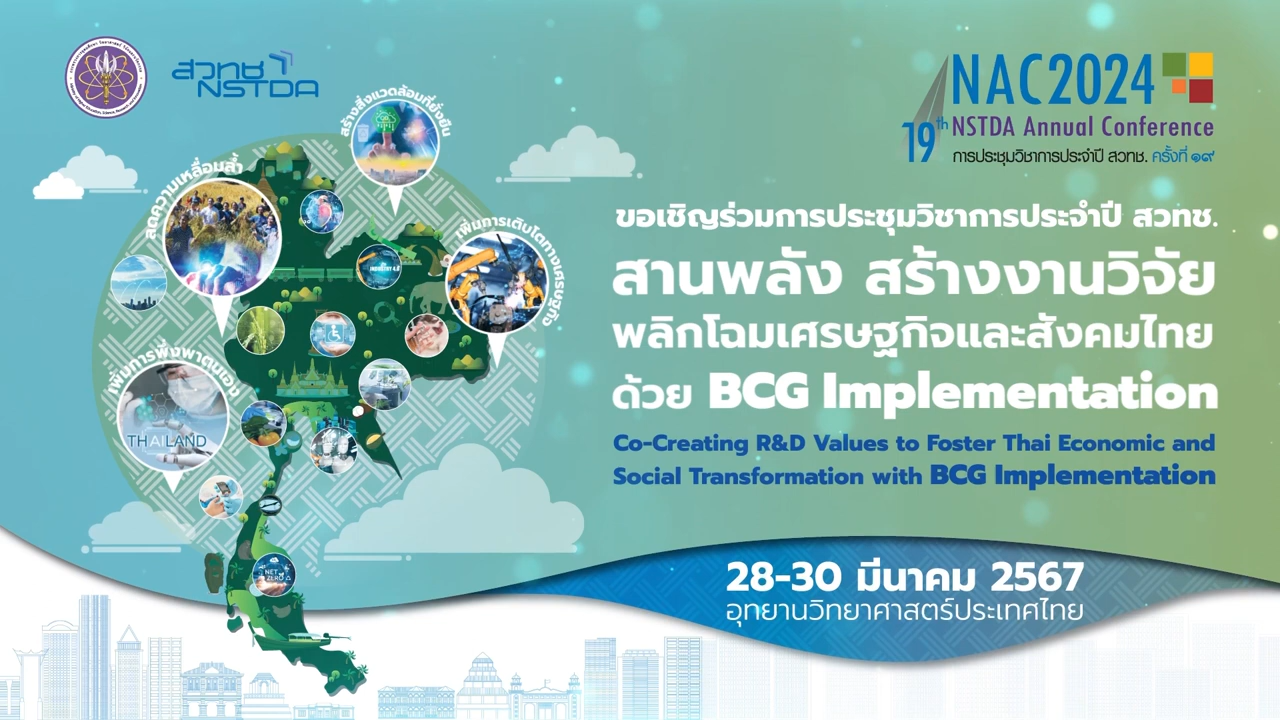 สวทช
NSTDA
NAC2024
19th NSTDA Annual Conference
การประชุมวิชาการประจำปี สวทช. ครั้งที่ ๑๙
สร้างสิ่งแวดล้อมที่ยั่งยืน
ลดความเหลื่อมล้ำ
เพิ่มการเติบโตทางเศรษฐกิจ
INDUSTRY 4.0
เพิ่มการพึ่งพาตนเอง
THAILAND
NET
ZERO
ขอเชิญร่วมการประชุมวิชาการประจำปี สวทช.
สานพลัง สร้างงานวิจัย
พลิกโฉมเศรษฐกิจและสังคมไทย
ด้วย BCG Implementation
Co-Creating R&D Values to Foster Thai Economic and
Social Transformation with BCG Implementation
28-30 มีนาคม 2567
อุทยานวิทยาศาสตร์ประเทศไทย